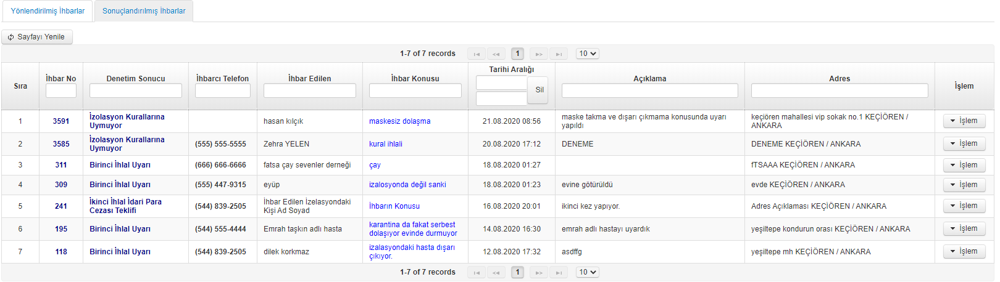 Yönlendirilmiş İhbarlar Sonuçlandırılmış İhbarlar
Sayfayı Yenile
1-7 of 7 records 1 10
Sıra İhbar No Denetim Sonucu İhbarcı Telefon İhbar Edilen İhbar Konusu Tarihi Aralığı Sil Açıklama Adres İşlem
1 3591 İzolasyon Kurallarına Uymuyor hasan kılçık maskesiz dolaşma 21.08.2020 08:56 maske takma ve dışarı çıkmama konusunda uyarı yapıldı keçiören mahallesi vip sokak no.1 KEÇİÖREN / ANKARA İşlem
2 3585 İzolasyon Kurallarına Uymuyor (555) 555-5555 Zehra YELEN kural ihlali 20.08.2020 17:12 DENEME DENEME KEÇİÖREN / ANKARA İşlem
3 311 Birinci İhlal Uyarı (666) 666-6666 fatsa çay sevenler derneği çay 18.08.2020 01:27 fTSAAA KEÇİÖREN / ANKARA İşlem
4 309 Birinci İhlal Uyarı (555) 447-9315 eyüp izalosyonda değil sanki 18.08.2020 01:23 evine götürüldü evde KEÇİÖREN / ANKARA İşlem
5 241 İkinci İhlal İdari Para Cezası Teklifi (544) 839-2505 İhbar Edilen İzelasyondaki Kişi Ad Soyad İhbarın Konusu 16.08.2020 20:01 ikinci kez yapıyor. Adres Açıklaması KEÇİÖREN / ANKARA İşlem
6 195 Birinci İhlal Uyarı (544) 555-4444 Emrah taşkın adlı hasta karantina da fakat serbest dolaşıyor evinde durmuyor 14.08.2020 16:30 emrah adlı hastayı uyardık yeşiltepe kondurun orası KEÇİÖREN / ANKARA İşlem
7 118 Birinci İhlal Uyarı (544) 839-2505 dilek korkmaz izalasyondaki hasta dışarı çıkıyor. 12.08.2020 17:32 asdffg yeşiltepe mh KEÇİÖREN / ANKARA İşlem
1-7 of 7 records 1 10